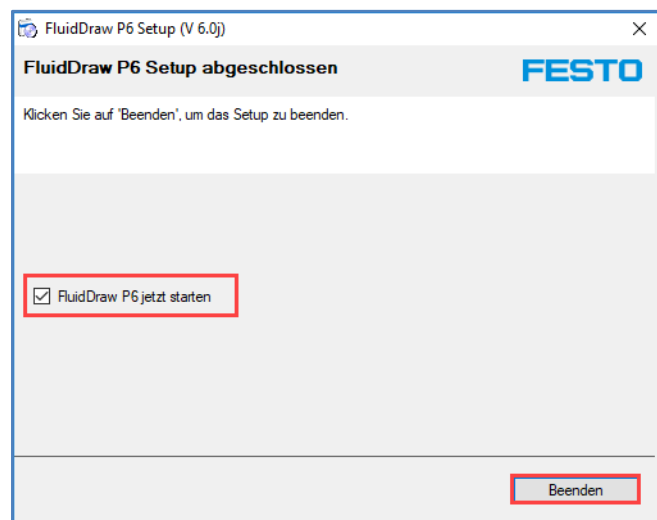 FluidDraw P6 Setup (V 6.0j)
FluidDraw P6 Setup abgeschlossen
FESTO
Klicken Sie auf 'Beenden', um das Setup zu beenden.
FluidDraw P6 jetzt starten
Beenden